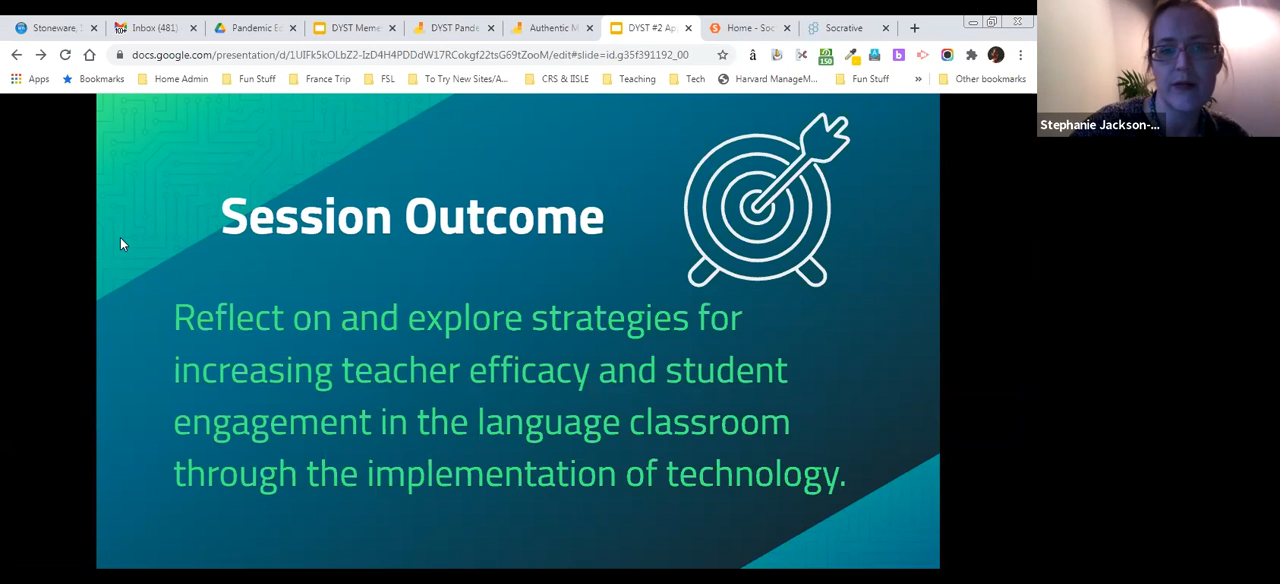 Stoneware,
Inbox (481)
Pandemic E
DYST Meme
DYST Panda
Authentic M
DYST #2 Ap
Home - Soc
Socrative
docs.google.com/presentation/d/1UIFk5kOLbZ2-IzD4H4PDDdW17RCokgf22tsG69tZooM/edit#slide=id.g35f391192_00
150
Apps
Bookmarks
Home Admin
Fun Stuff
France Trip
FSL
To Try New Sites/A...
CRS & ISLE
Teaching
Tech
Harvard ManageM...
Fun Stuff
»
Other bookmarks
Stephanie Jackson-...
Session Outcome
Reflect on and explore strategies for
increasing teacher efficacy and student
engagement in the language classroom
through the implementation of technology.